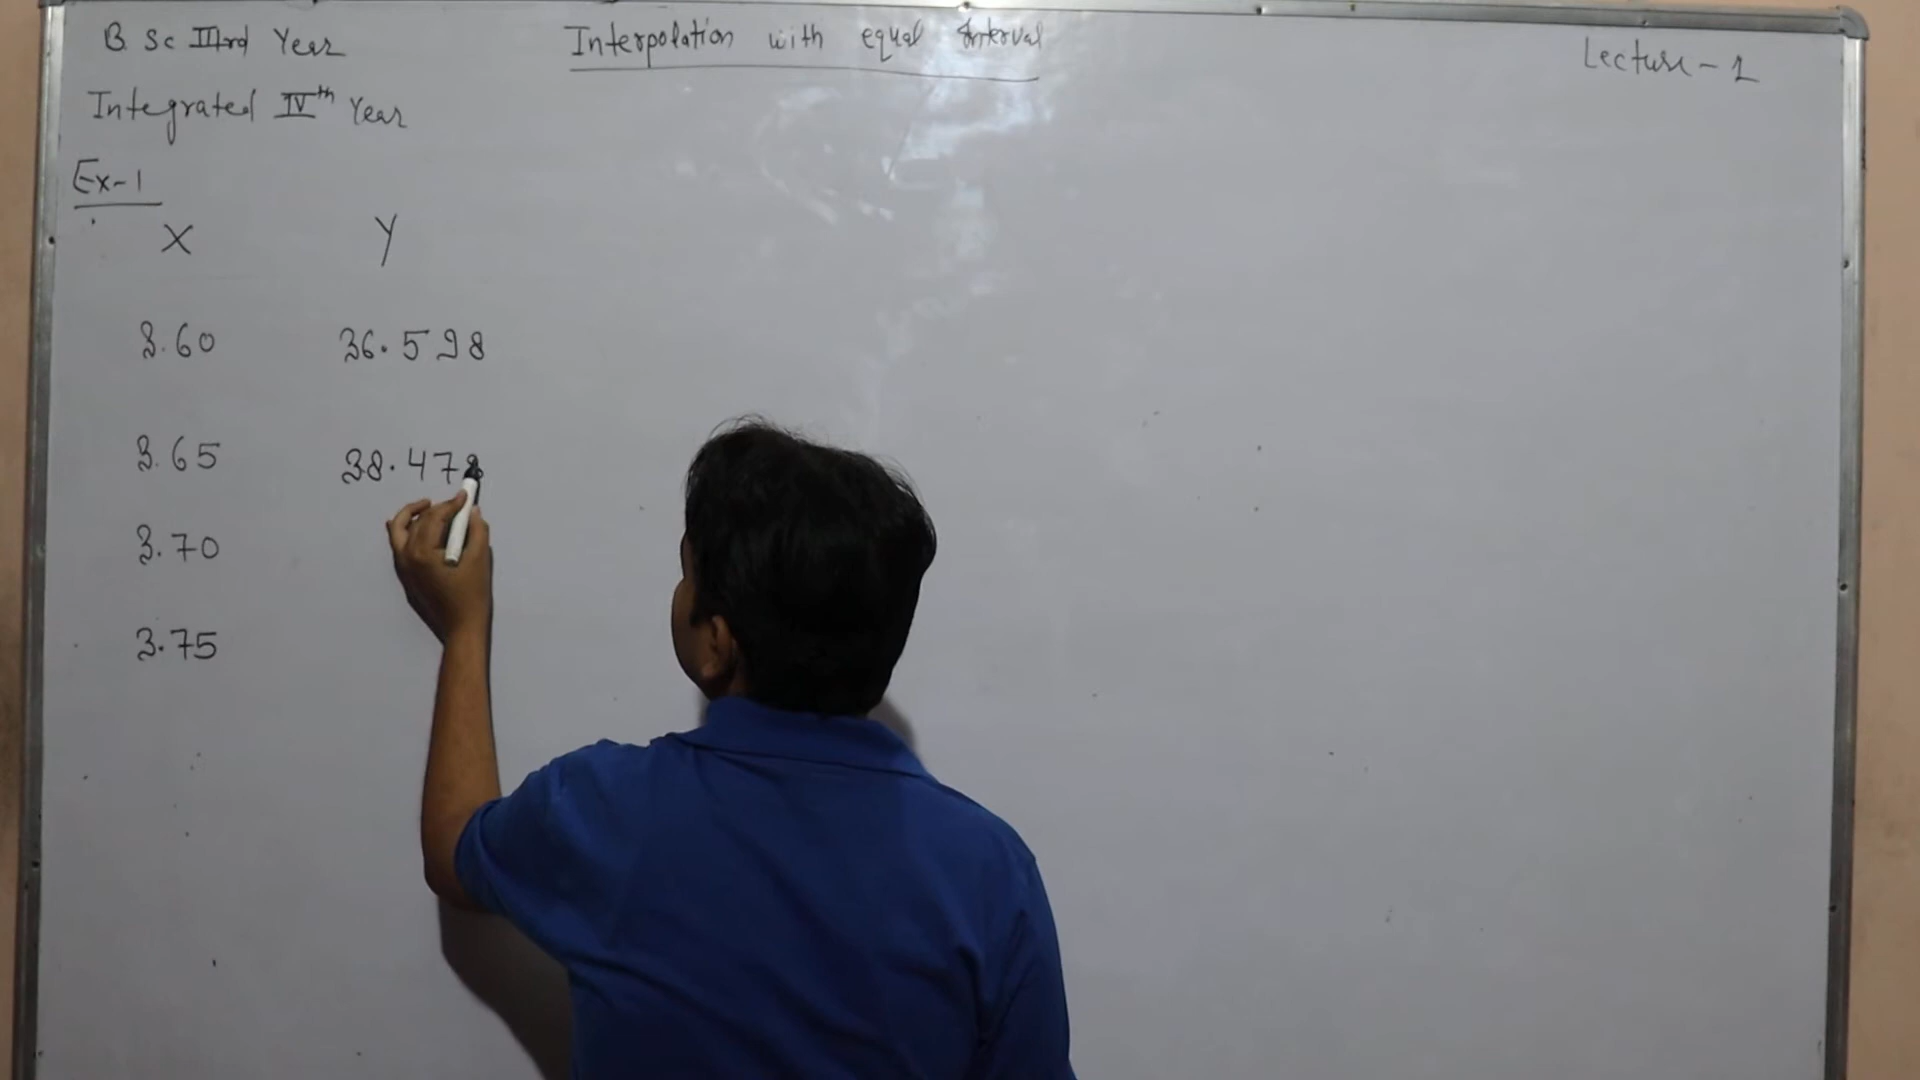 B Sc IIIrd Year
Interpolation with equal Interval
Lecture - 1
Integrated IVth Year
Ex-1
X Y
3.60 36.598
3.65 38.478
3.70
3.75